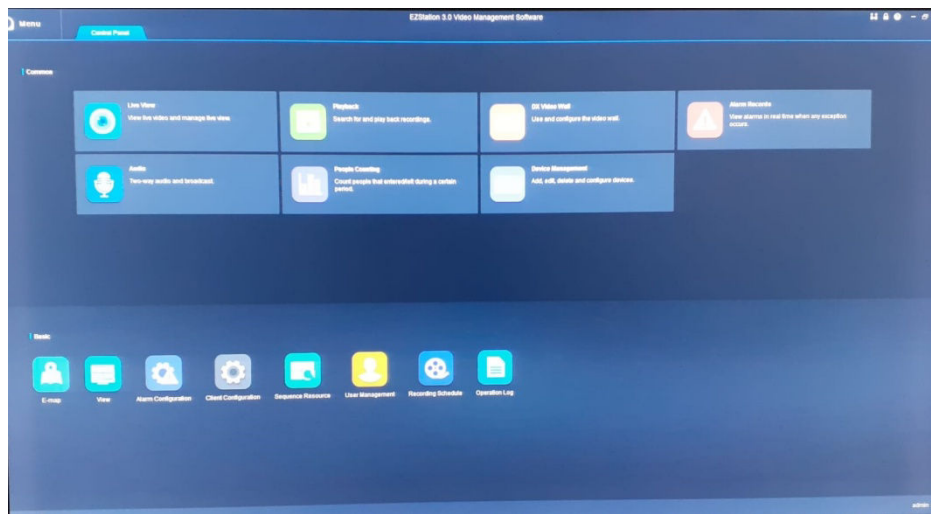 Menu
EZStation 3.0 Video Management Software
Control Panel
Common
Live View
View live video and manage live view.
Playback
Search for and play back recordings.
DX Video Wall
Use and configure the video wall.
Alarm Records
View alarms in real time when any exception
occurs.
Audio
Two-way audio and broadcast.
People Counting
Count people that entered/left during a certain
period.
Device Management
Add, edit, delete and configure devices.
Basic
E-map
View
Alarm Configuration
Client Configuration
Sequence Resource
User Management
Recording Schedule
Operation Log
admin